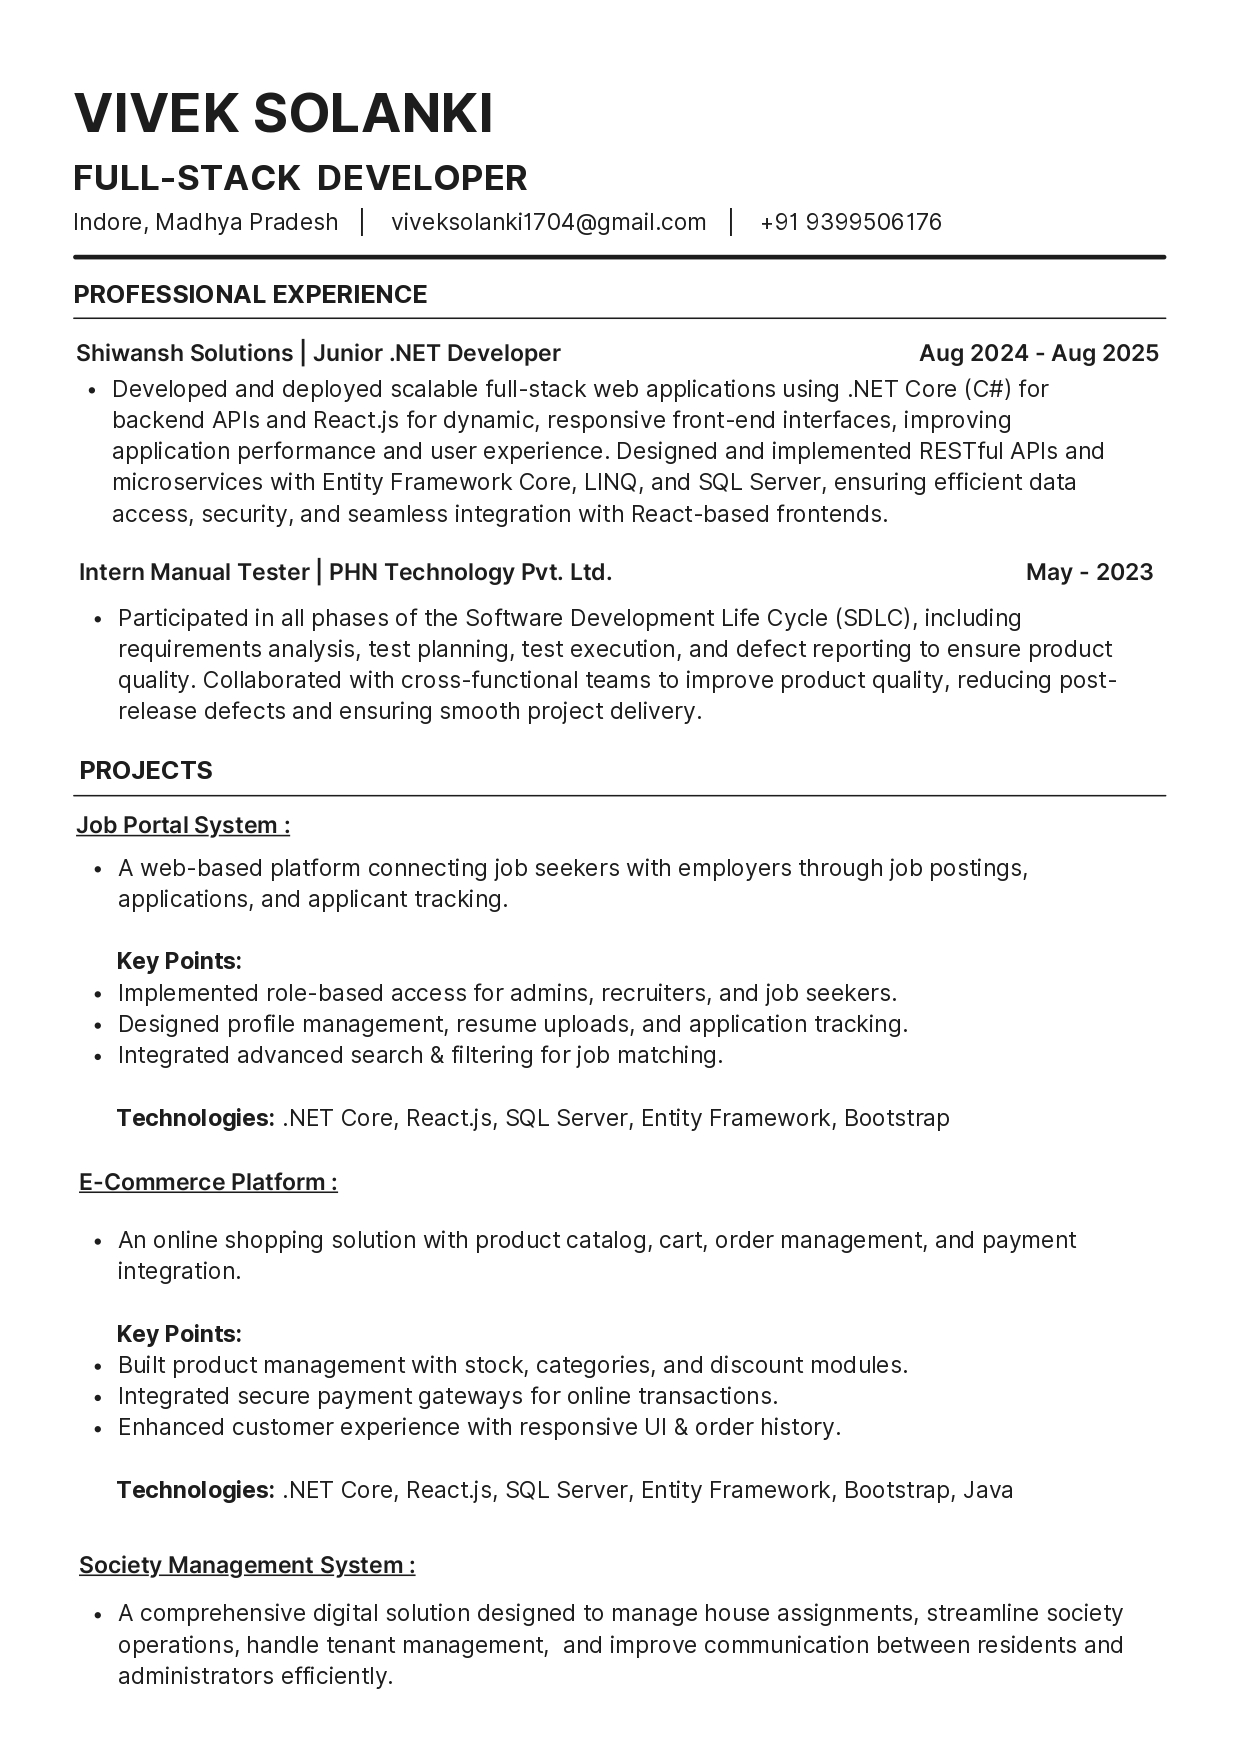 VIVEK SOLANKI
FULL-STACK DEVELOPER
Indore, Madhya Pradesh | viveksolanki1704@gmail.com | +91 9399506176
PROFESSIONAL EXPERIENCE
Shiwansh Solutions | Junior .NET Developer Aug 2024 - Aug 2025
• Developed and deployed scalable full-stack web applications using .NET Core (C#) for
backend APIs and React.js for dynamic, responsive front-end interfaces, improving
application performance and user experience. Designed and implemented RESTful APIs and
microservices with Entity Framework Core, LINQ, and SQL Server, ensuring efficient data
access, security, and seamless integration with React-based frontends.
Intern Manual Tester | PHN Technology Pvt. Ltd. May - 2023
• Participated in all phases of the Software Development Life Cycle (SDLC), including
requirements analysis, test planning, test execution, and defect reporting to ensure product
quality. Collaborated with cross-functional teams to improve product quality, reducing post-
release defects and ensuring smooth project delivery.
PROJECTS
Job Portal System :
• A web-based platform connecting job seekers with employers through job postings,
applications, and applicant tracking.
Key Points:
• Implemented role-based access for admins, recruiters, and job seekers.
• Designed profile management, resume uploads, and application tracking.
• Integrated advanced search & filtering for job matching.
Technologies: .NET Core, React.js, SQL Server, Entity Framework, Bootstrap
E-Commerce Platform :
• An online shopping solution with product catalog, cart, order management, and payment
integration.
Key Points:
• Built product management with stock, categories, and discount modules.
• Integrated secure payment gateways for online transactions.
• Enhanced customer experience with responsive UI & order history.
Technologies: .NET Core, React.js, SQL Server, Entity Framework, Bootstrap, Java
Society Management System :
• A comprehensive digital solution designed to manage house assignments, streamline society
operations, handle tenant management, and improve communication between residents and
administrators efficiently.